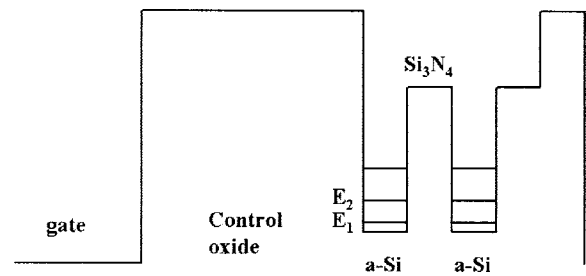 Si₃N₄
E₂
E₁
gate
Control
oxide
a-Si
a-Si